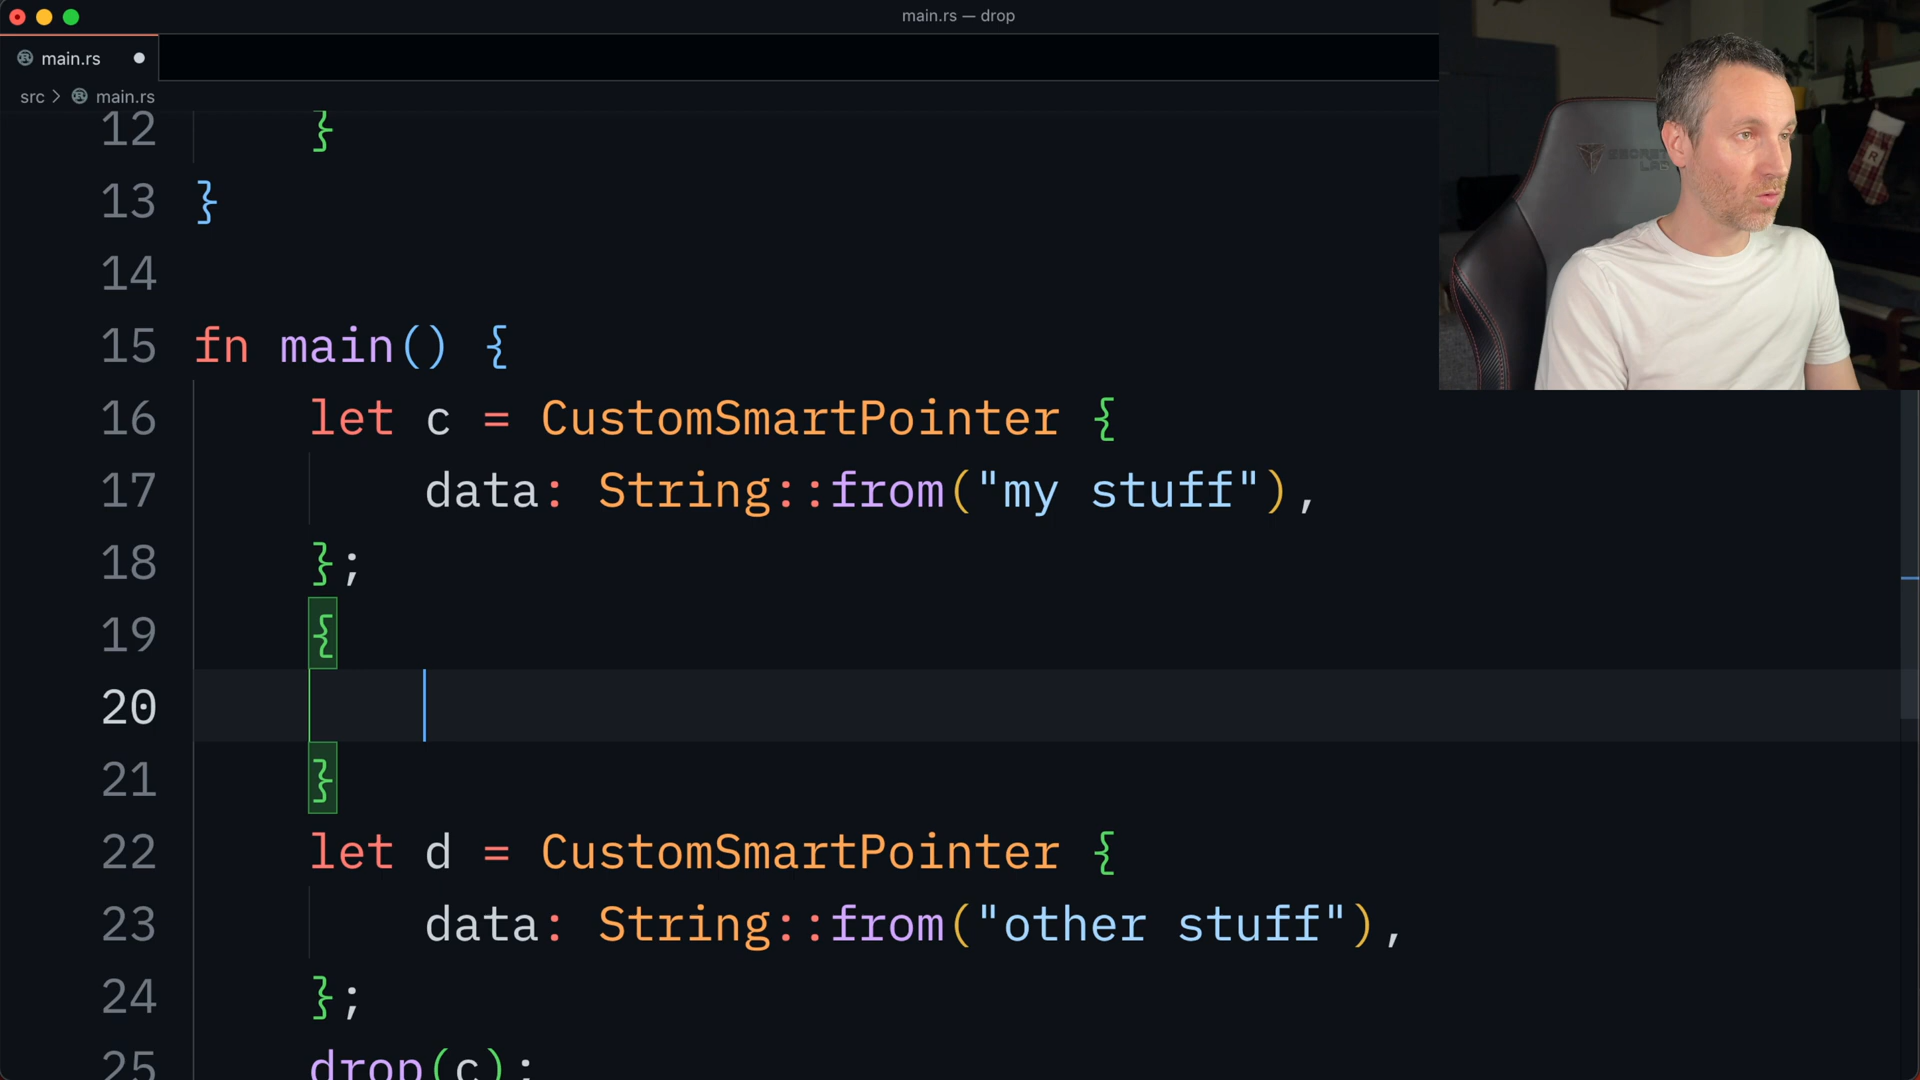 main.rs — drop
main.rs
src > main.rs
12 }
13 }
14
15 fn main() {
16 let c = CustomSmartPointer {
17 data: String::from("my stuff"),
18 };
19 {
20
21 }
22 let d = CustomSmartPointer {
23 data: String::from("other stuff"),
24 };
25 drop(c);
R